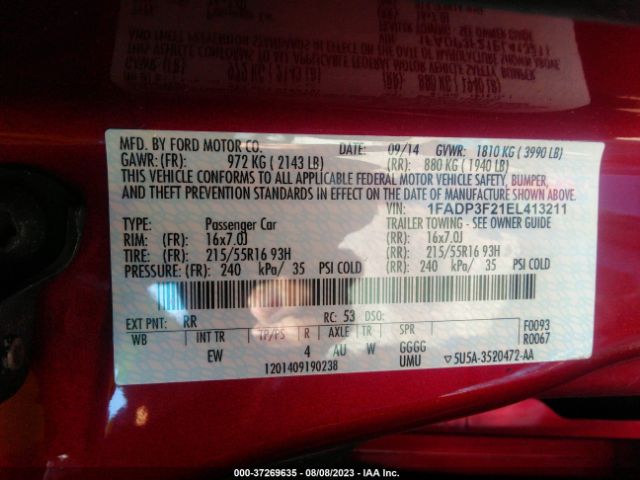 MFD. BY FORD MOTOR CO.
DATE: 09/14 GVWR: 1810 KG ( 3990 LB)
GAWR: (FR): 972 KG ( 2143 LB) (RR): 880 KG ( 1940 LB)
THIS VEHICLE CONFORMS TO ALL APPLICABLE FEDERAL MOTOR VEHICLE SAFETY, BUMPER,
AND THEFT PREVENTION STANDARDS IN EFFECT ON THE DATE OF MANUFACTURE SHOWN ABOVE.
VIN: 1FADP3F21EL413211
TYPE: Passenger Car TRAILER TOWING - SEE OWNER GUIDE
RIM: (FR): 16x7.0J (RR): 16x7.0J
TIRE: (FR): 215/55R16 93H (RR): 215/55R16 93H
PRESSURE: (FR): 240 kPa/ 35 PSI COLD (RR): 240 kPa/ 35 PSI COLD
EXT PNT: RR RC: 53 DSO: F0093
WB INT TR TP/PS R AXLE TR SPR R0067
EW 4 AU W GGGG
UMU 5U5A-3520472-AA
1201409190238
000-37269635 - 08/08/2023 - IAA Inc.